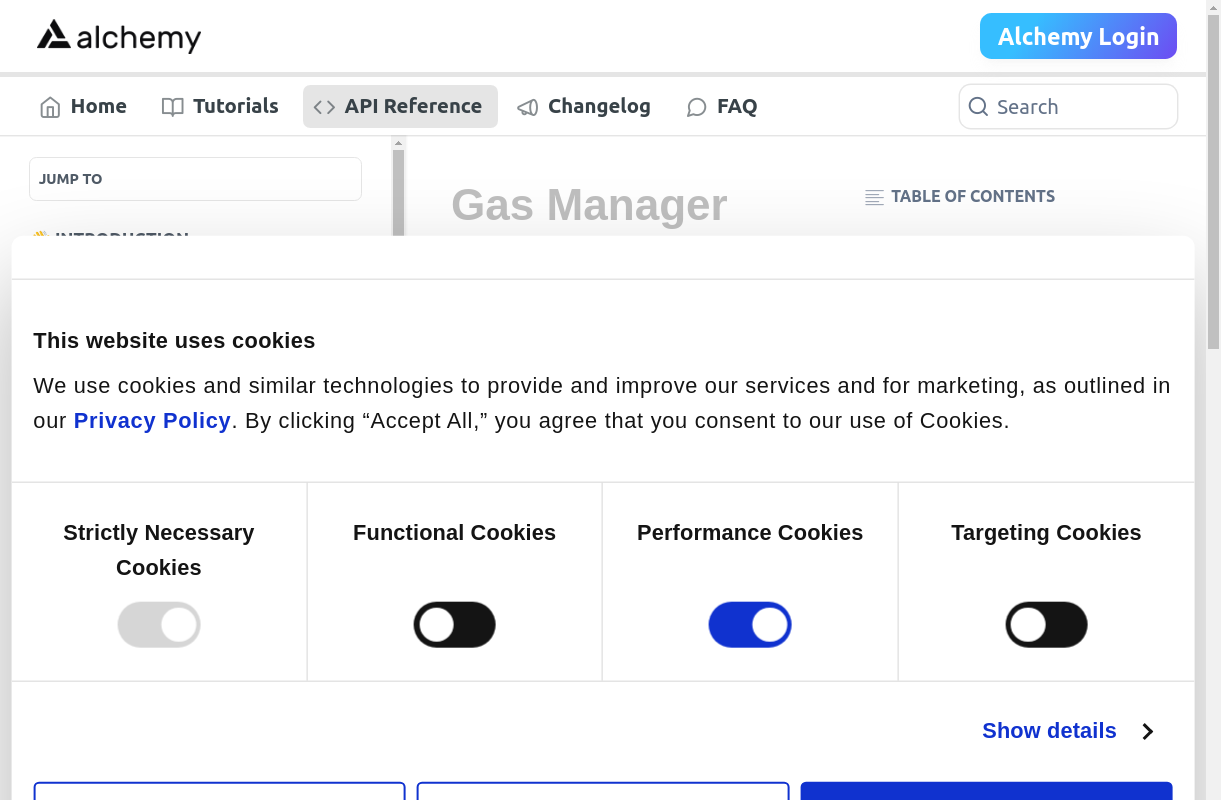 alchemy
Alchemy Login
Home
Tutorials
API Reference
Changelog
FAQ
Search
JUMP TO
Gas Manager
TABLE OF CONTENTS
👋 INTRODUCTION
This website uses cookies
We use cookies and similar technologies to provide and improve our services and for marketing, as outlined in
our Privacy Policy. By clicking “Accept All,” you agree that you consent to our use of Cookies.
Strictly Necessary
Cookies
Functional Cookies
Performance Cookies
Targeting Cookies
Show details